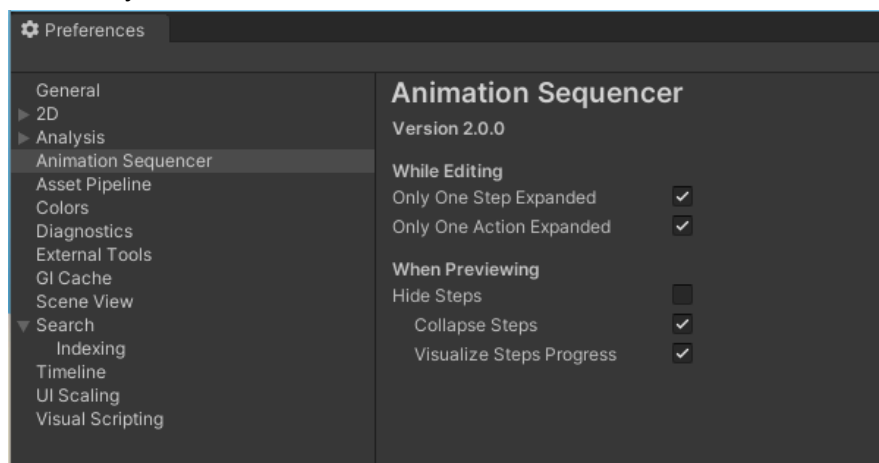 Preferences
General
2D
Analysis
Animation Sequencer
Asset Pipeline
Colors
Diagnostics
External Tools
GI Cache
Scene View
Search
Indexing
Timeline
UI Scaling
Visual Scripting
Animation Sequencer
Version 2.0.0
While Editing
Only One Step Expanded
Only One Action Expanded
When Previewing
Hide Steps
Collapse Steps
Visualize Steps Progress